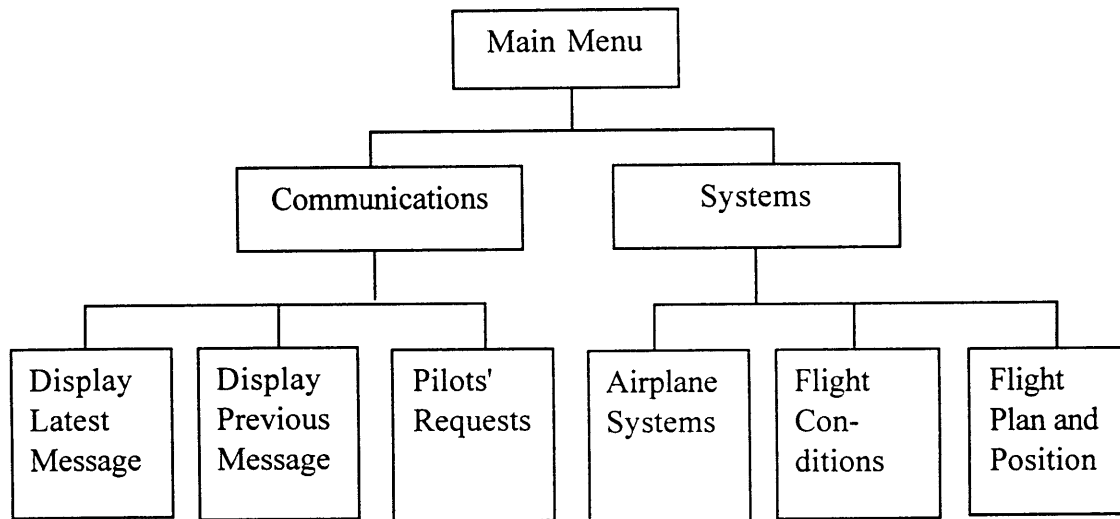 Main Menu
Communications
Systems
Display
Latest
Message
Display
Previous
Message
Pilots'
Requests
Airplane
Systems
Flight
Con-
ditions
Flight
Plan and
Position